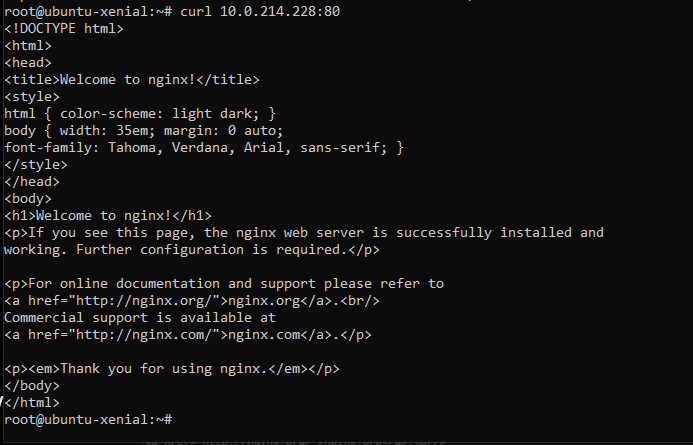 root@ubuntu-xenial:~# curl 10.0.214.228:80
<!DOCTYPE html>
<html>
<head>
<title>Welcome to nginx!</title>
<style>
html { color-scheme: light dark; }
body { width: 35em; margin: 0 auto;
font-family: Tahoma, Verdana, Arial, sans-serif; }
</style>
</head>
<body>
<h1>Welcome to nginx!</h1>
<p>If you see this page, the nginx web server is successfully installed and
working. Further configuration is required.</p>

<p>For online documentation and support please refer to
<a href="http://nginx.org/">nginx.org</a>.<br/>
Commercial support is available at
<a href="http://nginx.com/">nginx.com</a>.</p>

<p><em>Thank you for using nginx.</em></p>
</body>
</html>
root@ubuntu-xenial:~#